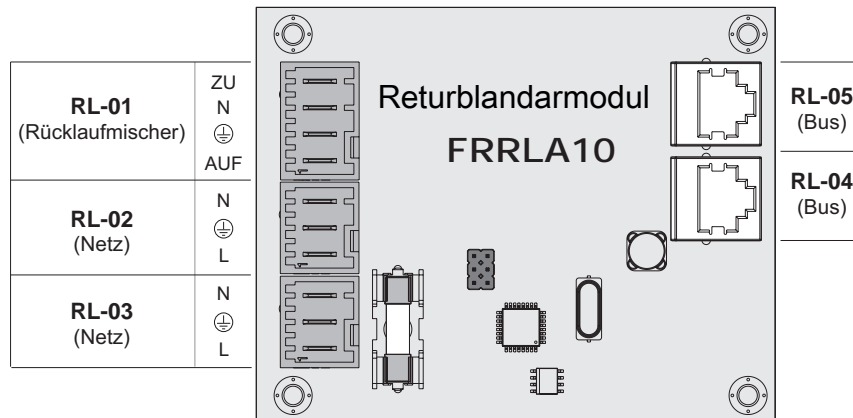 Returblandarmodul
FRRLA10
RL-01
(Rücklaufmischer)
ZU
N
AUF
RL-02
(Netz)
N
L
RL-03
(Netz)
N
L
RL-05
(Bus)
RL-04
(Bus)